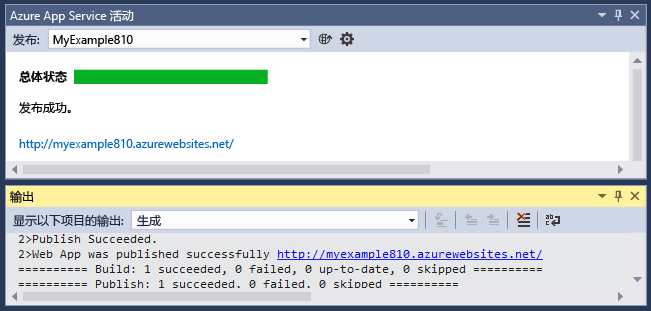 Azure App Service 活动
发布: MyExample810
总体状态
发布成功。
http://myexample810.azurewebsites.net/
输出
显示以下项目的输出: 生成
2>Publish Succeeded.
2>Web App was published successfully http://myexample810.azurewebsites.net/
========== Build: 1 succeeded, 0 failed, 0 up-to-date, 0 skipped ==========
========== Publish: 1 succeeded, 0 failed, 0 skipped ==========